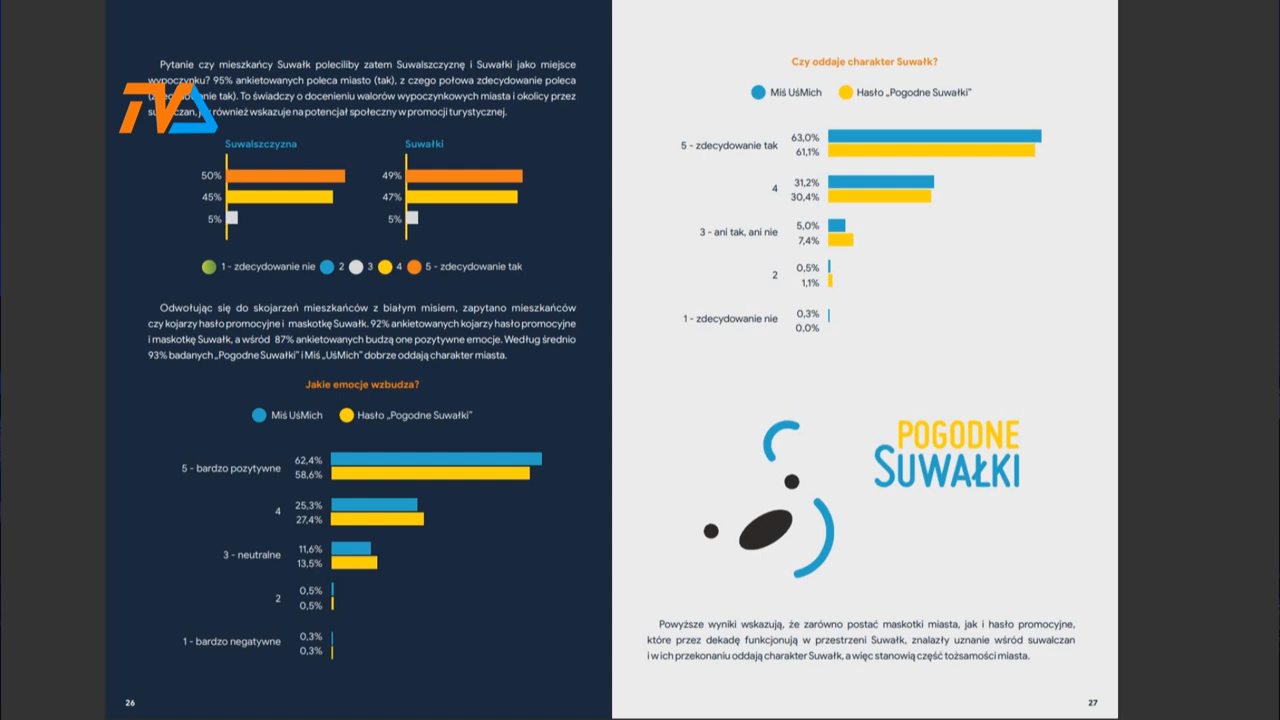 Pytanie czy mieszkańcy Suwałk poleciliby zatem Suwalszczyznę i Suwałki jako miejsce
wypoczynku? 95% ankietowanych poleca miasto (tak), z czego połowa zdecydowanie poleca
tak). To świadczy o docenieniu walorów wypoczynkowych miasta i okolicy przez
również wskazuje na potencjał społeczny w promocji turystycznej.
TVA
Suwalszczyzna
50%
45%
5%
Suwałki
49%
47%
5%
1 - zdecydowanie nie 2 3 4 5 - zdecydowanie tak
Odwołując się do skojarzeń mieszkańców z białym misiem, zapytano mieszkańców
czy kojarzy hasło promocyjne i maskotkę Suwałk. 92% ankietowanych kojarzy hasło promocyjne
i maskotkę Suwałk, a wśród 87% ankietowanych budzą one pozytywne emocje. Według średnio
93% badanych „Pogodne Suwałki” i Miś „UśMich” dobrze oddają charakter miasta.
Jakie emocje wzbudza?
Miś UśMich Hasło „Pogodne Suwałki”
5 - bardzo pozytywne 62,4%
58,6%
4 25,3%
27,4%
3 - neutralne 11,6%
13,5%
2 0,5%
0,5%
1 - bardzo negatywne 0,3%
0,3%
26
Czy oddaje charakter Suwałk?
Miś UśMich Hasło „Pogodne Suwałki”
5 - zdecydowanie tak 63,0%
61,1%
4 31,2%
30,4%
3 - ani tak, ani nie 5,0%
7,4%
2 0,5%
1,1%
1 - zdecydowanie nie 0,3%
0,0%
POGODNE
SUWAŁKI
Powyższe wyniki wskazują, że zarówno postać maskotki miasta, jak i hasło promocyjne,
które przez dekadę funkcjonują w przestrzeni Suwałk, znalazły uznanie wśród suwalczan
i w ich przekonaniu oddają charakter Suwałk, a więc stanowią część tożsamości miasta.
27